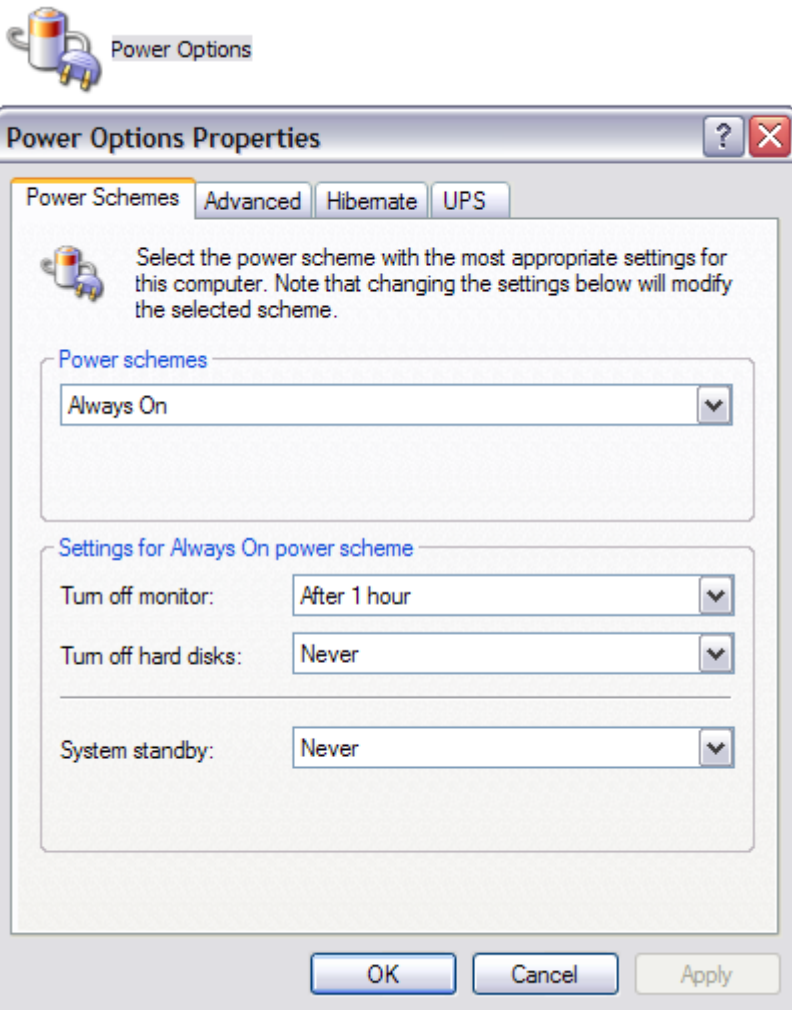 Power Options
Power Options Properties
Power Schemes
Advanced
Hibernate
UPS
Select the power scheme with the most appropriate settings for
this computer. Note that changing the settings below will modify
the selected scheme.
Power schemes
Always On
Settings for Always On power scheme
Turn off monitor: After 1 hour
Turn off hard disks: Never
System standby: Never
OK Cancel Apply